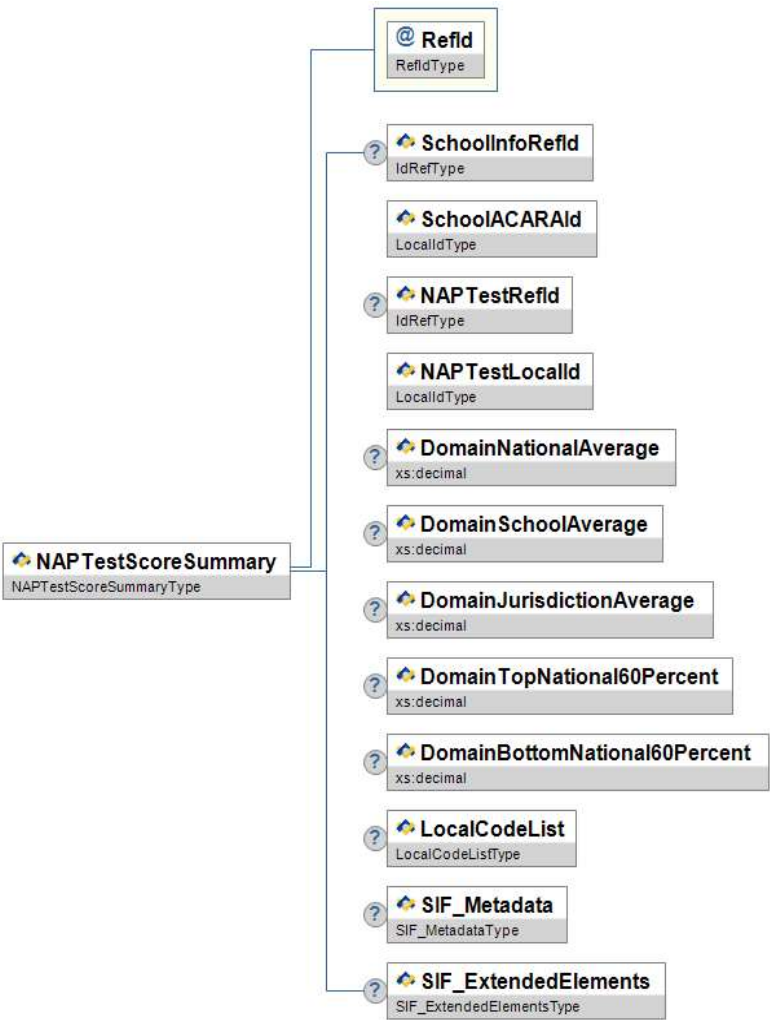 @ RefId
RefIdType
? SchoolInfoRefId
IdRefType
SchoolACARAId
LocalIdType
? NAPTestRefId
IdRefType
NAPTestLocalId
LocalIdType
? DomainNationalAverage
xs:decimal
? DomainSchoolAverage
xs:decimal
NAPTestScoreSummary
NAPTestScoreSummaryType
? DomainJurisdictionAverage
xs:decimal
? DomainTopNational60Percent
xs:decimal
? DomainBottomNational60Percent
xs:decimal
? LocalCodeList
LocalCodeListType
? SIF_Metadata
SIF_MetadataType
? SIF_ExtendedElements
SIF_ExtendedElementsType